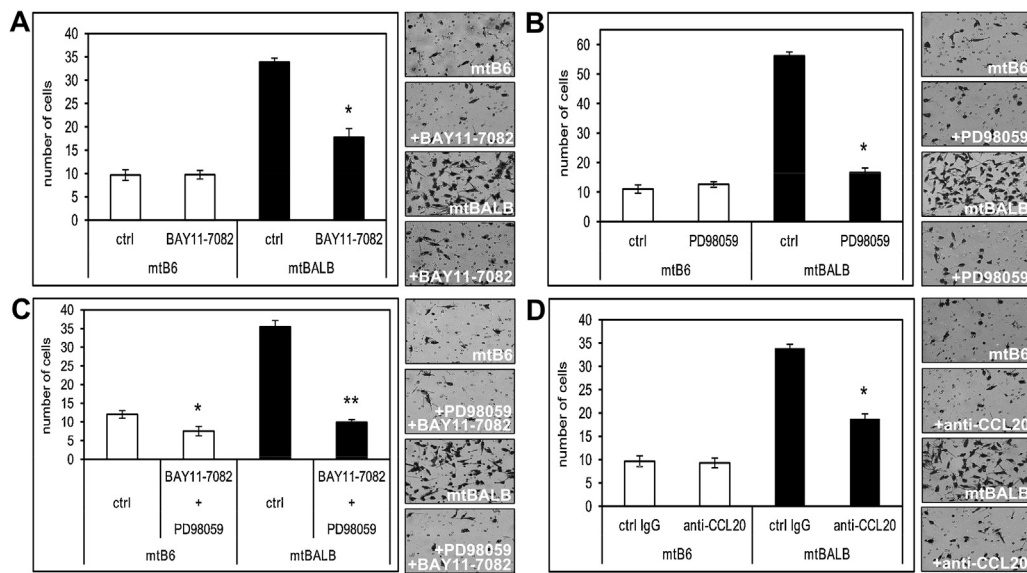 A
number of cells
40
35
30
25
20
15
10
5
0
*
ctrl BAY11-7082 ctrl BAY11-7082
mtB6 mtBALB
mtB6
+BAY11-7082
mtBALB
+BAY11-7082
B
number of cells
60
50
40
30
20
10
0
*
ctrl PD98059 ctrl PD98059
mtB6 mtBALB
mtB6
+PD98059
mtBALB
+PD98059
C
number of cells
40
35
30
25
20
15
10
5
0
*
**
ctrl BAY11-7082 + PD98059 ctrl BAY11-7082 + PD98059
mtB6 mtBALB
mtB6
+PD98059
+BAY11-7082
mtBALB
+PD98059
+BAY11-7082
D
number of cells
40
35
30
25
20
15
10
5
0
*
ctrl IgG anti-CCL20 ctrl IgG anti-CCL20
mtB6 mtBALB
mtB6
+anti-CCL20
mtBALB
+anti-CCL20